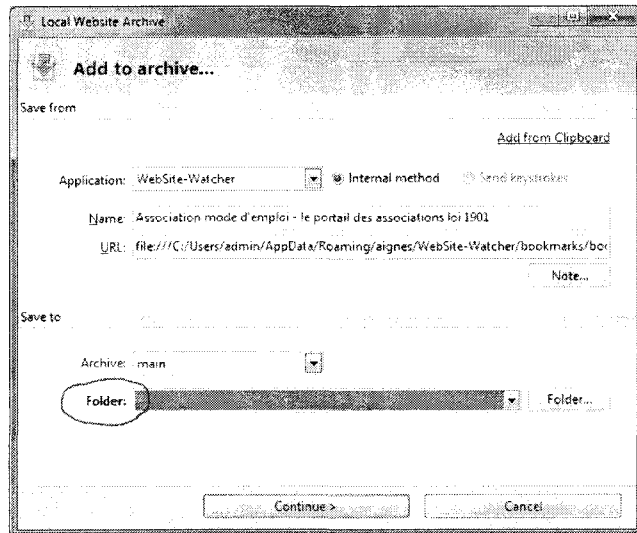 Local Website Archive
Add to archive...
Save from
Add from Clipboard
Application: WebSite-Watcher Internal method Send keystrokes
Name: Association mode d'emploi - le portail des associations loi 1901
URL: file:///C:/Users/admin/AppData/Roaming/aignes/WebSite-Watcher/bookmarks/boo
Note...
Save to
Archive: main
Folder: Folder...
Continue > Cancel